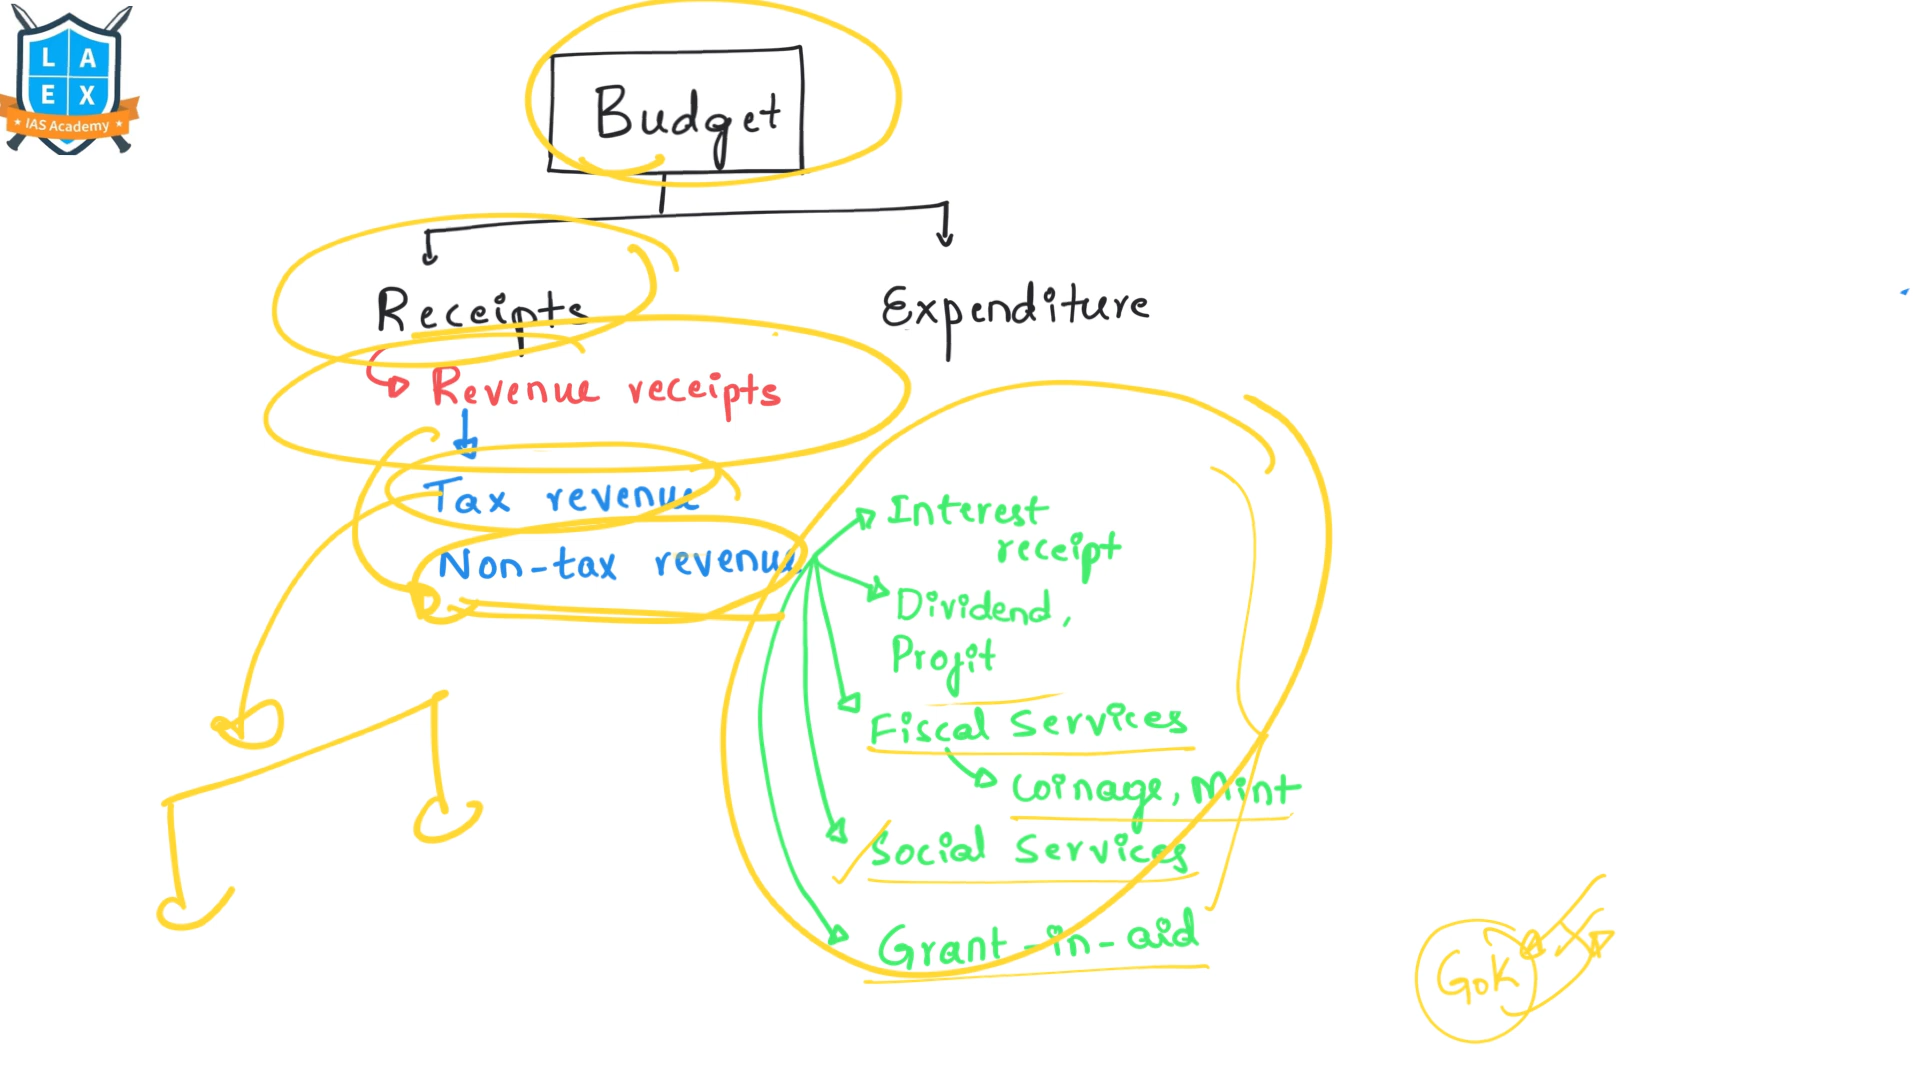 L A
E X
IAS Academy
Budget
Receipts
Expenditure
Revenue receipts
Tax revenue
Non-tax revenue
Interest
receipt
Dividend,
Profit
Fiscal Services
Coinage, Mint
Social Services
Grant-in-aid
GoK